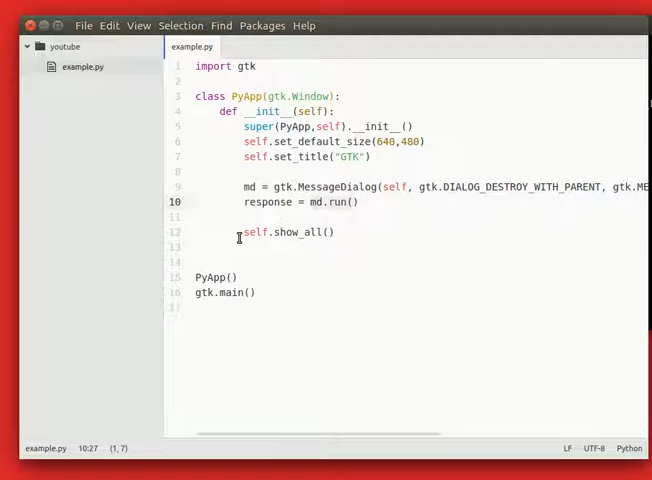 File Edit View Selection Find Packages Help
youtube
example.py
example.py
1 import gtk
2
3 class PyApp(gtk.Window):
4 def __init__(self):
5 super(PyApp,self).__init__()
6 self.set_default_size(640,480)
7 self.set_title("GTK")
8
9 md = gtk.MessageDialog(self, gtk.DIALOG_DESTROY_WITH_PARENT, gtk.ME
10 response = md.run()
11
12 self.show_all()
13
14
15 PyApp()
16 gtk.main()
17
example.py 10:27 (1, 7) LF UTF-8 Python